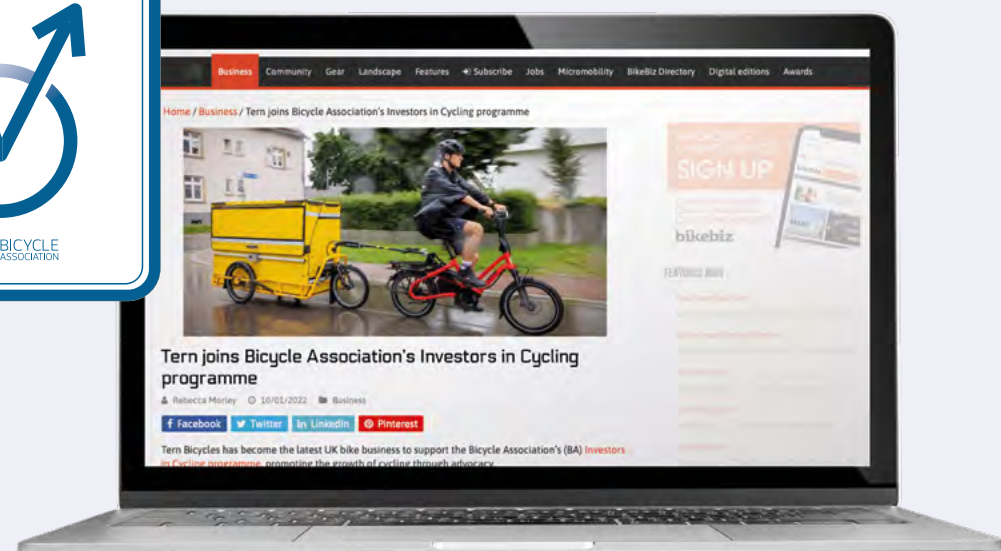 BICYCLE
ASSOCIATION
Business Community Gear Landscape Features Subscribe Jobs Micromobility BikeBiz Directory Digital editions Awards
Home / Business / Tern joins Bicycle Association's Investors in Cycling programme
SIGN UP
bikebiz
Tern joins Bicycle Association's Investors in Cycling
programme
Rebecca Morley 10/01/2022 Business
Facebook Twitter in LinkedIn Pinterest
Tern Bicycles has become the latest UK bike business to support the Bicycle Association's (BA) Investors
in Cycling programme, promoting the growth of cycling through advocacy.